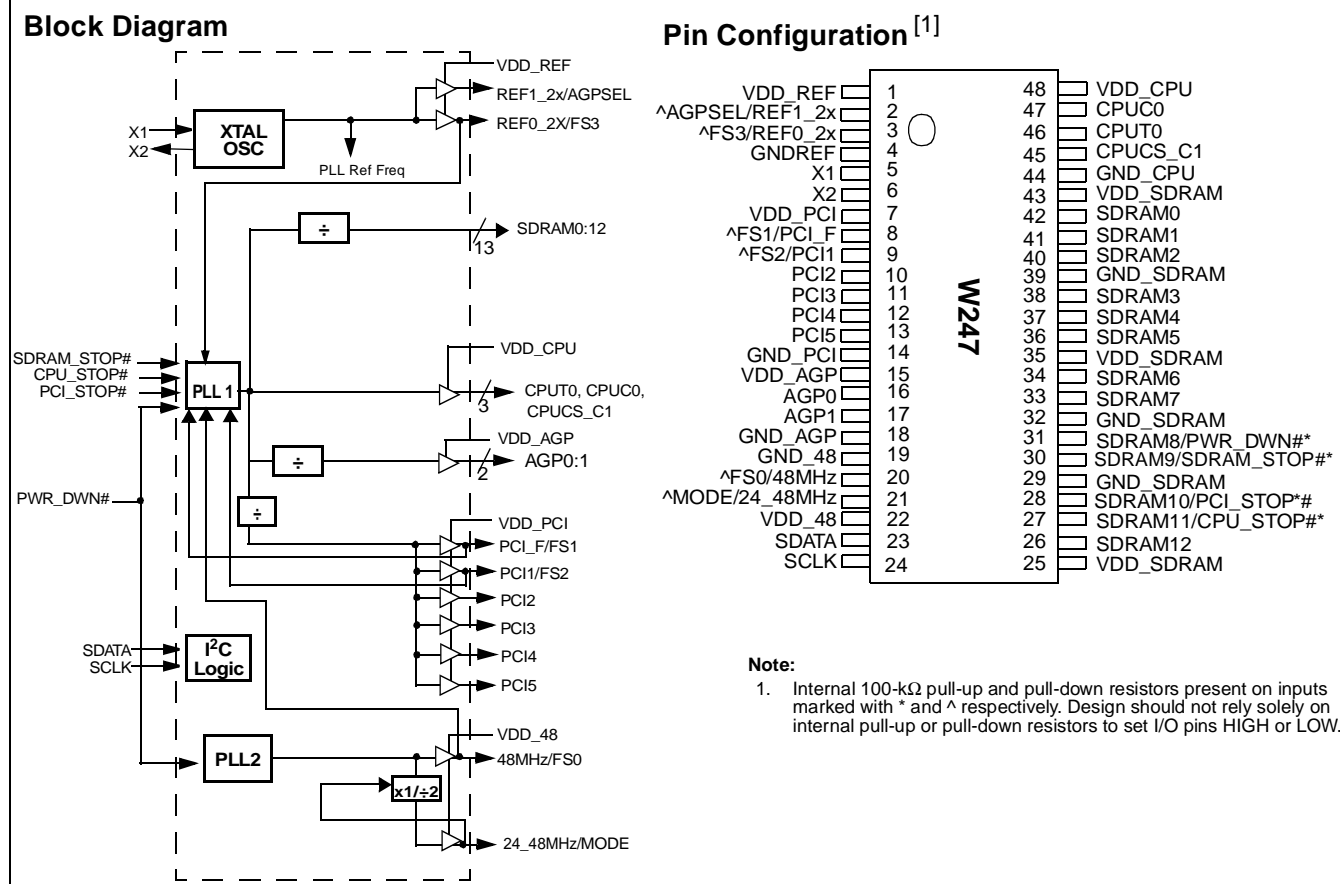 Block Diagram
VDD_REF
REF1_2x/AGPSEL
REF0_2X/FS3
X1
X2
XTAL
OSC
PLL Ref Freq
÷
SDRAM0:12
13
VDD_CPU
SDRAM_STOP#
CPU_STOP#
PCI_STOP#
PLL 1
3
CPUT0, CPUC0,
CPUCS_C1
VDD_AGP
÷
AGP0:1
2
PWR_DWN#
÷
VDD_PCI
PCI_F/FS1
PCI1/FS2
PCI2
PCI3
PCI4
PCI5
SDATA
SCLK
I2C
Logic
VDD_48
PLL2
48MHz/FS0
x1/÷2
24_48MHz/MODE
Pin Configuration [1]
VDD_REF 1 48 VDD_CPU
^AGPSEL/REF1_2x 2 47 CPUC0
^FS3/REF0_2x 3 46 CPUT0
GNDREF 4 45 CPUCS_C1
X1 5 44 GND_CPU
X2 6 43 VDD_SDRAM
VDD_PCI 7 42 SDRAM0
^FS1/PCI_F 8 41 SDRAM1
^FS2/PCI1 9 40 SDRAM2
PCI2 10 39 GND_SDRAM
PCI3 11 38 SDRAM3
PCI4 12 37 SDRAM4
PCI5 13 36 SDRAM5
GND_PCI 14 35 VDD_SDRAM
VDD_AGP 15 34 SDRAM6
AGP0 16 33 SDRAM7
AGP1 17 32 GND_SDRAM
GND_AGP 18 31 SDRAM8/PWR_DWN#*
GND_48 19 30 SDRAM9/SDRAM_STOP#*
^FS0/48MHz 20 29 GND_SDRAM
^MODE/24_48MHz 21 28 SDRAM10/PCI_STOP*#
VDD_48 22 27 SDRAM11/CPU_STOP#*
SDATA 23 26 SDRAM12
SCLK 24 25 VDD_SDRAM
W247
Note:
1. Internal 100-kΩ pull-up and pull-down resistors present on inputs
marked with * and ^ respectively. Design should not rely solely on
internal pull-up or pull-down resistors to set I/O pins HIGH or LOW.